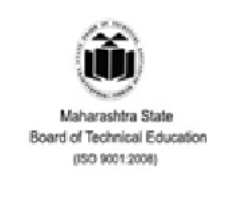 Maharashtra State
Board of Technical Education
(ISO 9001:2008)